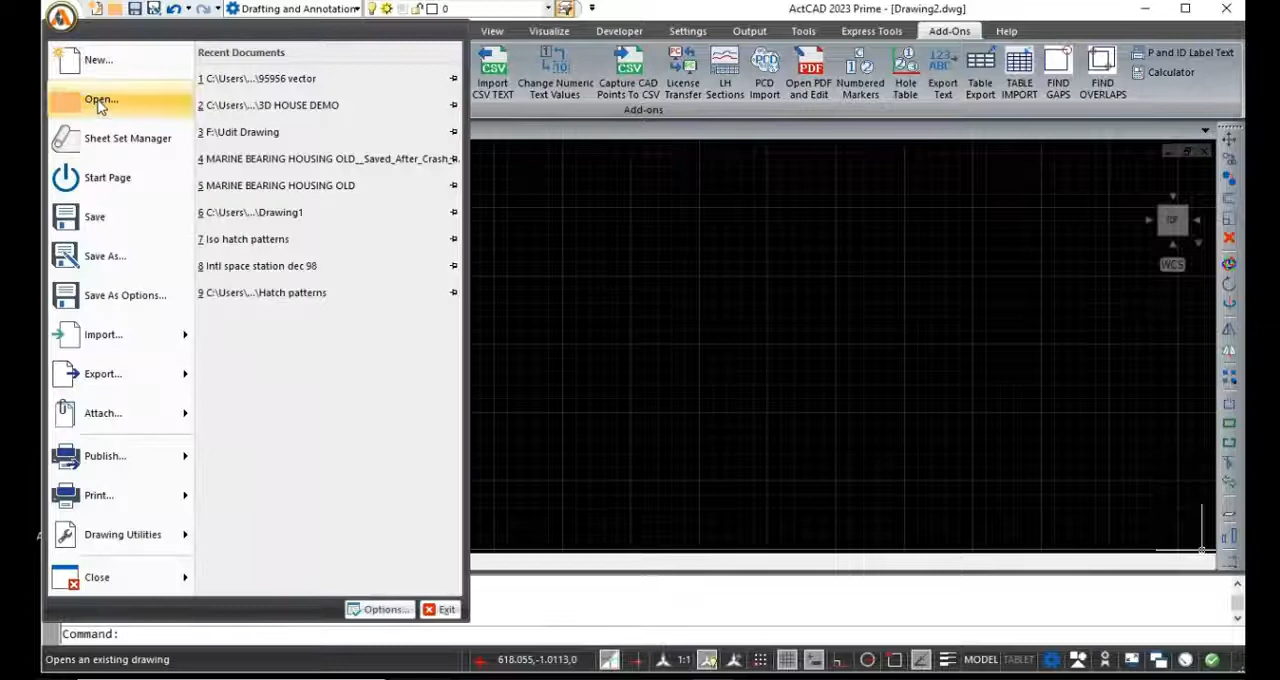 Drafting and Annotation
0
ActCAD 2023 Prime - [Drawing2.dwg]
View
Visualize
Developer
Settings
Output
Tools
Express Tools
Add-Ons
Help
Import CSV TEXT
Change Numeric Text Values
Capture CAD Points To CSV
License Transfer
LH Sections
PCD Import
Open PDF and Edit
Numbered Markers
Hole Table
Export Text
Table Export
TABLE IMPORT
FIND GAPS
FIND OVERLAPS
P and ID Label Text
Calculator
Add-ons
New...
Open...
Sheet Set Manager
Start Page
Save
Save As...
Save As Options...
Import...
Export...
Attach...
Publish...
Print...
Drawing Utilities
Close
Recent Documents
1 C:\Users\...\95956 vector
2 C:\Users\...\3D HOUSE DEMO
3 F:\Udit Drawing
4 MARINE BEARING HOUSING OLD__Saved_After_Crash_
5 MARINE BEARING HOUSING OLD
6 C:\Users\...\Drawing1
7 Iso hatch patterns
8 Intl space station dec 98
9 C:\Users\...\Hatch patterns
Options...
Exit
TOP
WCS
Command:
Opens an existing drawing
618.055,-1.0113,0
1:1
MODEL
TABLET